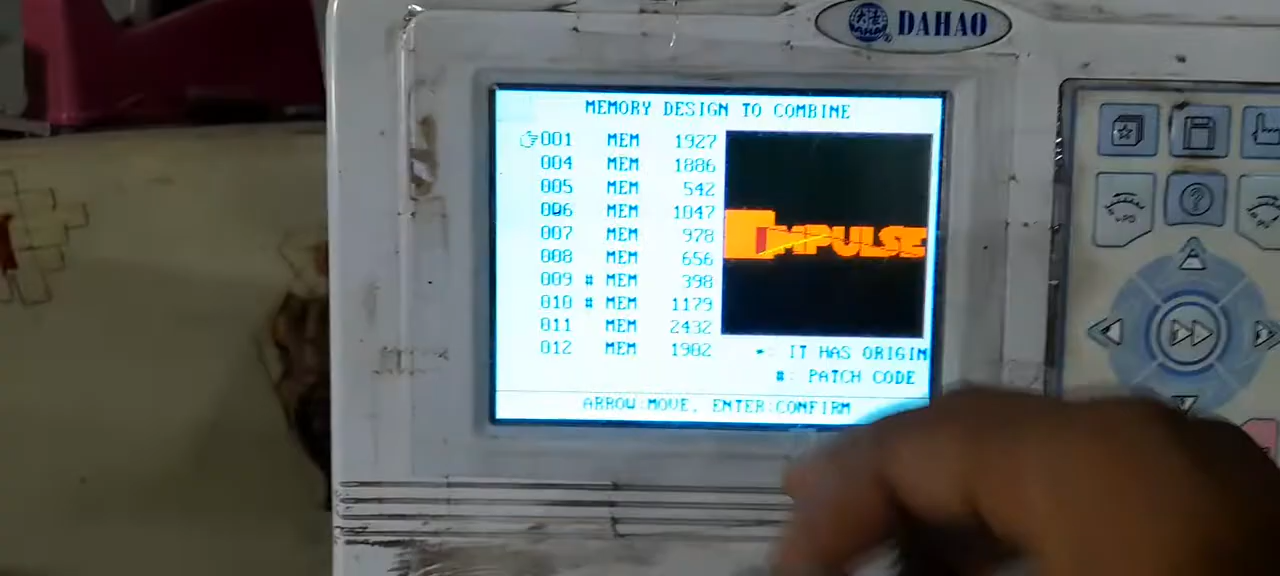 DAHAO
MEMORY DESIGN TO COMBINE
001 MEM 1927
004 MEM 1886
005 MEM 542
006 MEM 1047
007 MEM 978
008 MEM 656
009 # MEM 398
010 # MEM 1179
011 MEM 2432
012 MEM 1902
IMPULSE
*: IT HAS ORIGIN
#: PATCH CODE
ARROW:MOVE, ENTER:CONFIRM